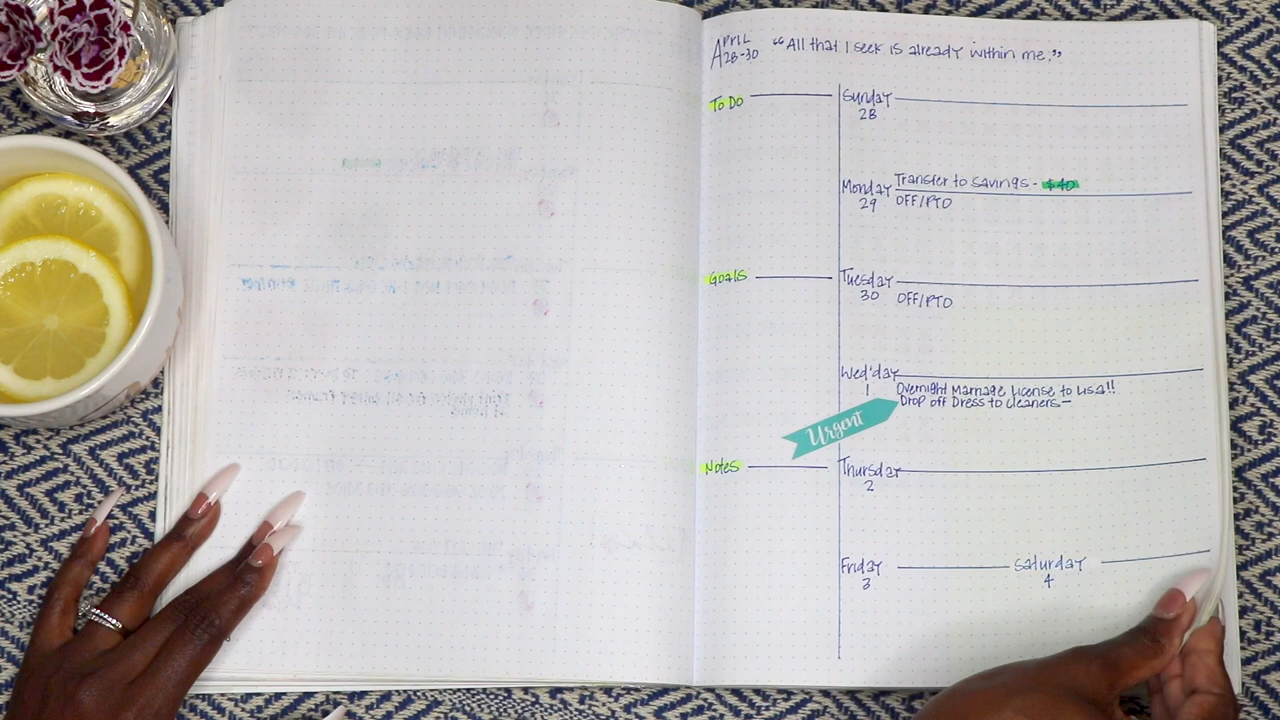 APRIL 28-30
"All that I seek is already within me."
To Do
Sunday
28
Monday
29
Transfer to savings - $40
OFF/PTO
Goals
Tuesday
30
OFF/PTO
Wed'day
1
Overnight Marriage License to Lisa!!
Drop off Dress to cleaners-
Urgent
Notes
Thursday
2
Friday
3
Saturday
4